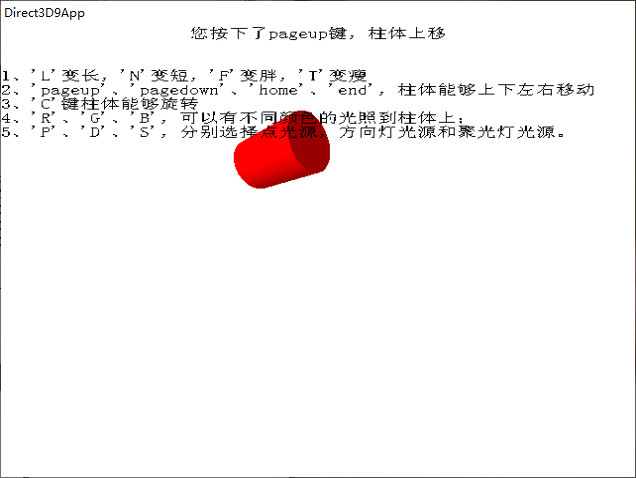 Direct3D9App
您按下了pageup键，柱体上移
1、'L'变长，'N'变短，'F'变胖，'T'变瘦
2、'pageup'、'pagedown'、'home'、'end'，柱体能够上下左右移动
3、'C'键柱体能够旋转
4、'R'、'G'、'B'，可以有不同颜色的光照到柱体上；
5、'P'、'D'、'S'，分别选择点光源，方向灯光源和聚光灯光源。